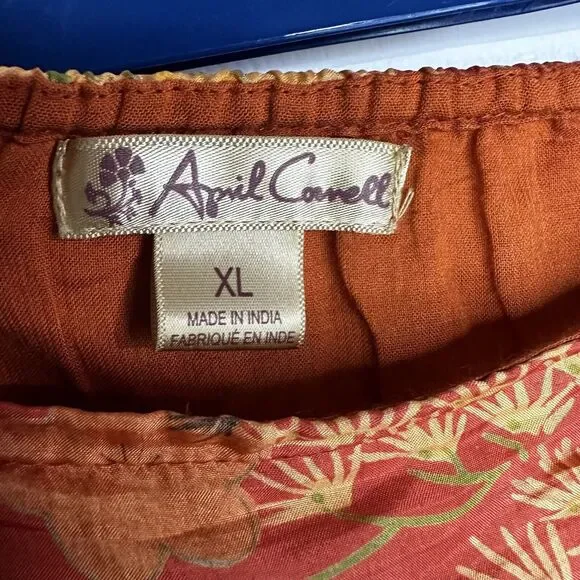 April Cornell
XL
MADE IN INDIA
FABRIQUÉ EN INDE